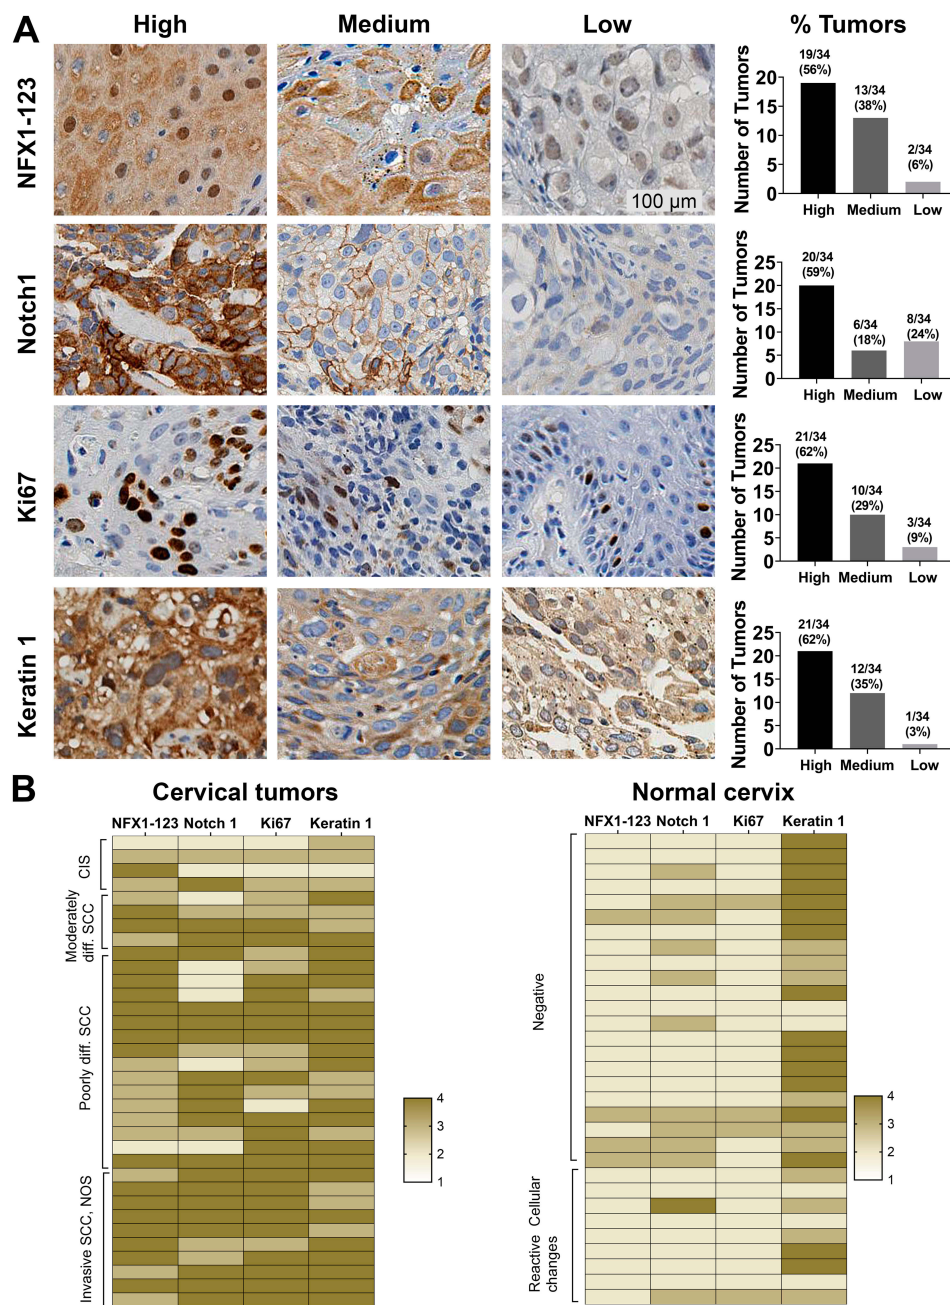 A
High
Medium
Low
% Tumors
NFX1-123
100 µm
Number of Tumors
20
15
10
5
0
19/34
(56%)
13/34
(38%)
2/34
(6%)
High
Medium
Low
Notch1
Number of Tumors
25
20
15
10
5
0
20/34
(59%)
6/34
(18%)
8/34
(24%)
High
Medium
Low
Ki67
Number of Tumors
25
20
15
10
5
0
21/34
(62%)
10/34
(29%)
3/34
(9%)
High
Medium
Low
Keratin 1
Number of Tumors
25
20
15
10
5
0
21/34
(62%)
12/34
(35%)
1/34
(3%)
High
Medium
Low
B
Cervical tumors
NFX1-123 Notch 1 Ki67 Keratin 1
CIS
Moderately
diff. SCC
Poorly diff. SCC
Invasive SCC, NOS
4
3
2
1
Normal cervix
NFX1-123 Notch 1 Ki67 Keratin 1
Negative
Reactive Cellular
changes
4
3
2
1